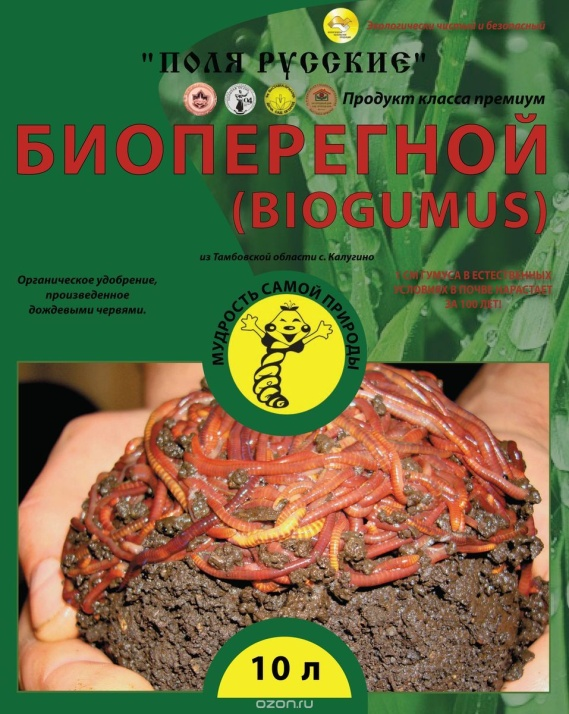 Экологически чистый и безопасный
"ПОЛЯ РУССКИЕ"
Продукт класса премиум
БИОПЕРЕГНОЙ
(BIOGUMUS)
из Тамбовской области с. Калугино
Органическое удобрение,
произведенное
дождевыми червями.
1 СМ ГУМУСА В ЕСТЕСТВЕННЫХ
УСЛОВИЯХ В ПОЧВЕ НАРАСТАЕТ
ЗА 100 ЛЕТ!
МУДРОСТЬ САМОЙ ПРИРОДЫ
10 л
ozon.ru